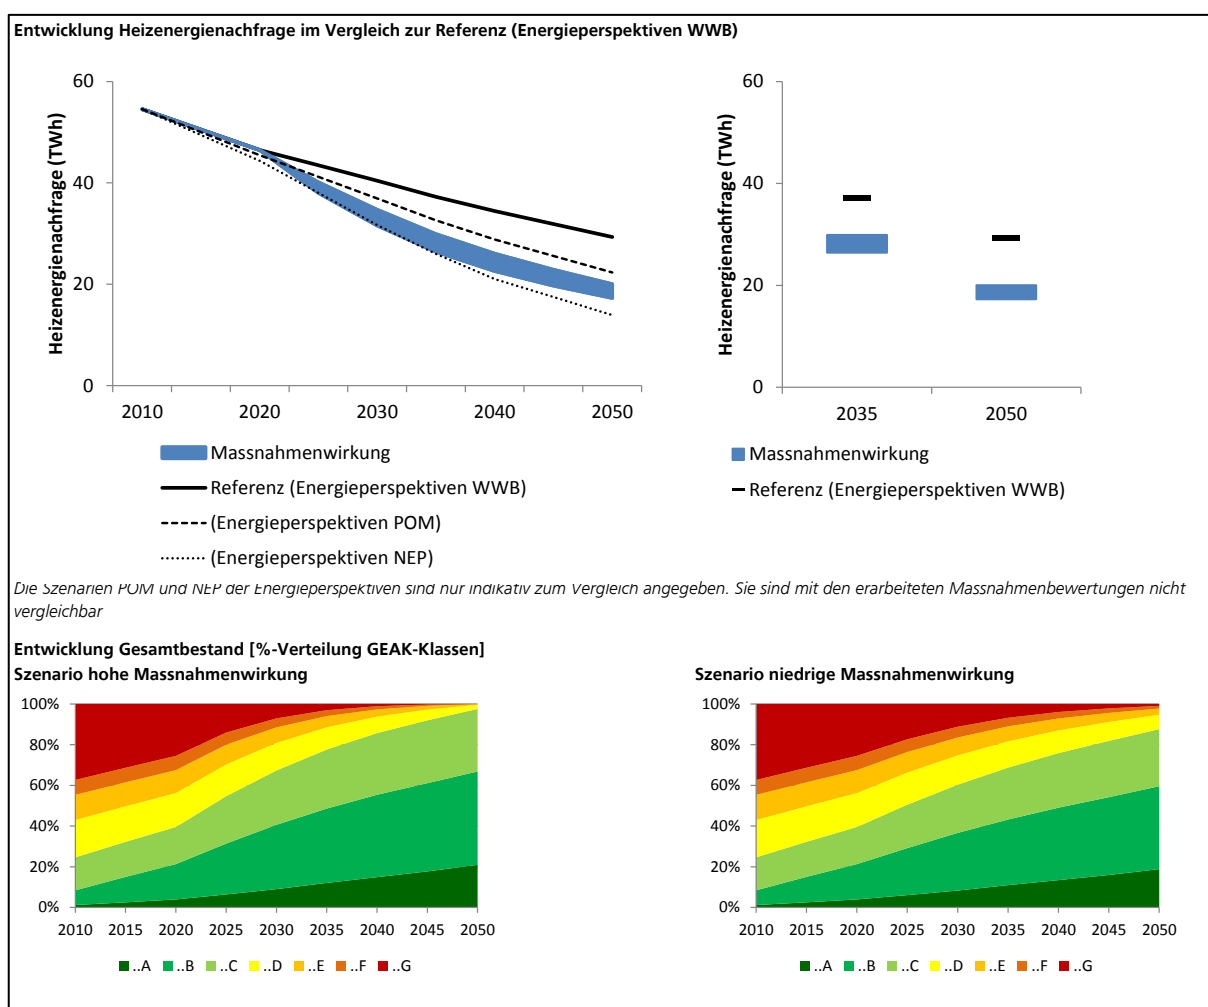 Entwicklung Heizenergienachfrage im Vergleich zur Referenz (Energieperspektiven WWB)
Heizenergienachfrage (TWh)
60
40
20
0
2010 2020 2030 2040 2050
Massnahmenwirkung
Referenz (Energieperspektiven WWB)
(Energieperspektiven POM)
(Energieperspektiven NEP)
Heizenergienachfrage (TWh)
60
40
20
0
2035 2050
Massnahmenwirkung
Referenz (Energieperspektiven WWB)
Die Szenarien POM und NEP der Energieperspektiven sind nur indikativ zum Vergleich angegeben. Sie sind mit den erarbeiteten Massnahmenbewertungen nicht
vergleichbar
Entwicklung Gesamtbestand [%-Verteilung GEAK-Klassen]
Szenario hohe Massnahmenwirkung
100%
80%
60%
40%
20%
0%
2010 2015 2020 2025 2030 2035 2040 2045 2050
..A ..B ..C ..D ..E ..F ..G
Szenario niedrige Massnahmenwirkung
100%
80%
60%
40%
20%
0%
2010 2015 2020 2025 2030 2035 2040 2045 2050
..A ..B ..C ..D ..E ..F ..G